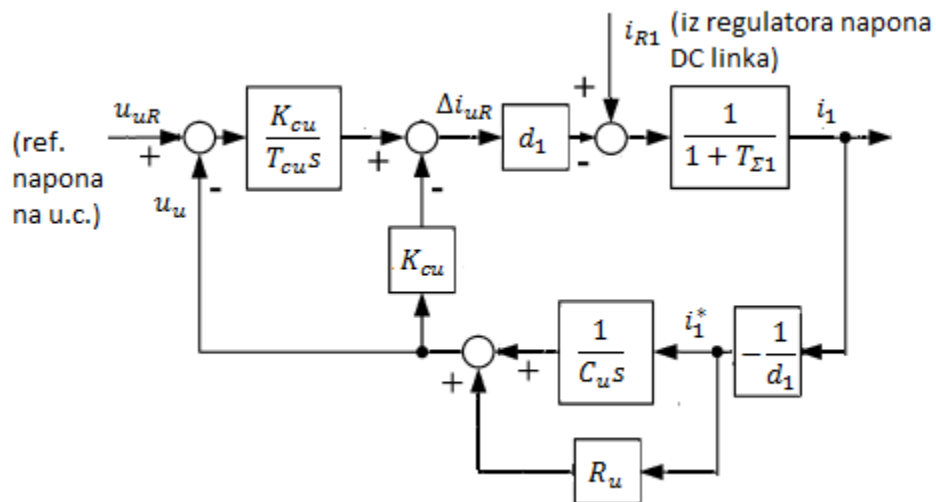 i_{R1} (iz regulatora napona
DC linka)
+
u_{uR}
+
(ref.
napona
na u.c.)
-
u_u
K_{cu}
T_{cu}s
+
-
Δi_{uR}
d_1
-
1
1 + T_{Σ1}
i_1
K_{cu}
+
+
1
C_u s
i_1^*
- 1
d_1
R_u